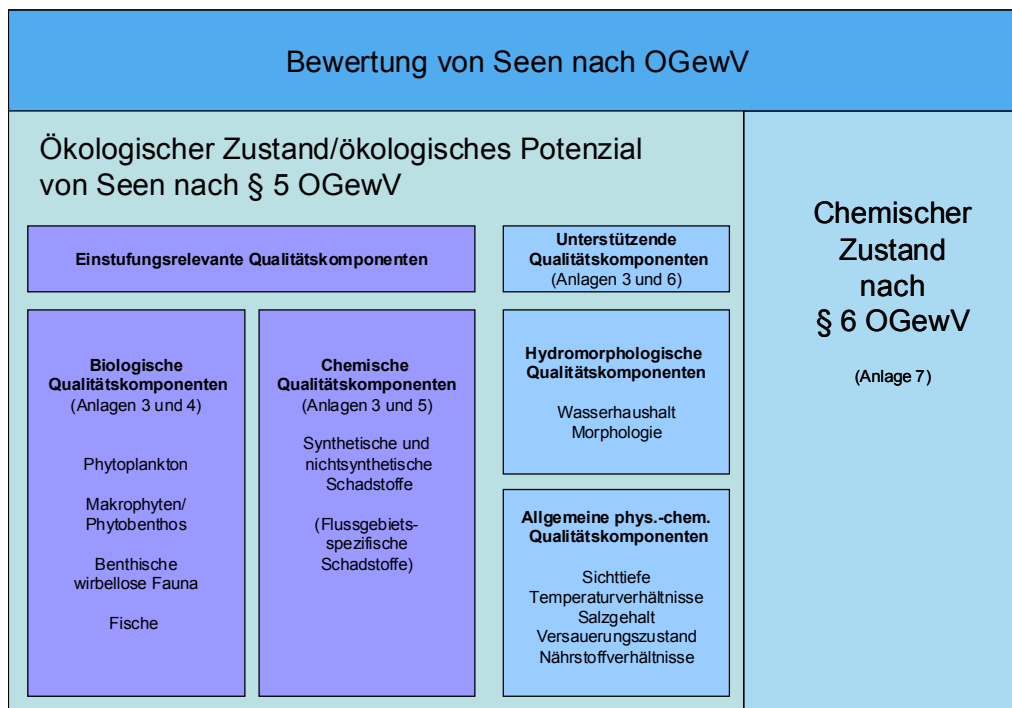 Bewertung von Seen nach OGewV
Ökologischer Zustand/ökologisches Potenzial
von Seen nach § 5 OGewV
Einstufungsrelevante Qualitätskomponenten
Biologische
Qualitätskomponenten
(Anlagen 3 und 4)
Phytoplankton
Makrophyten/
Phytobenthos
Benthische
wirbellose Fauna
Fische
Chemische
Qualitätskomponenten
(Anlagen 3 und 5)
Synthetische und
nichtsynthetische
Schadstoffe
(Flussgebiets-
spezifische
Schadstoffe)
Unterstützende
Qualitätskomponenten
(Anlagen 3 und 6)
Hydromorphologische
Qualitätskomponenten
Wasserhaushalt
Morphologie
Allgemeine phys.-chem.
Qualitätskomponenten
Sichttiefe
Temperaturverhältnisse
Salzgehalt
Versauerungszustand
Nährstoffverhältnisse
Chemischer
Zustand
nach
§ 6 OGewV
(Anlage 7)